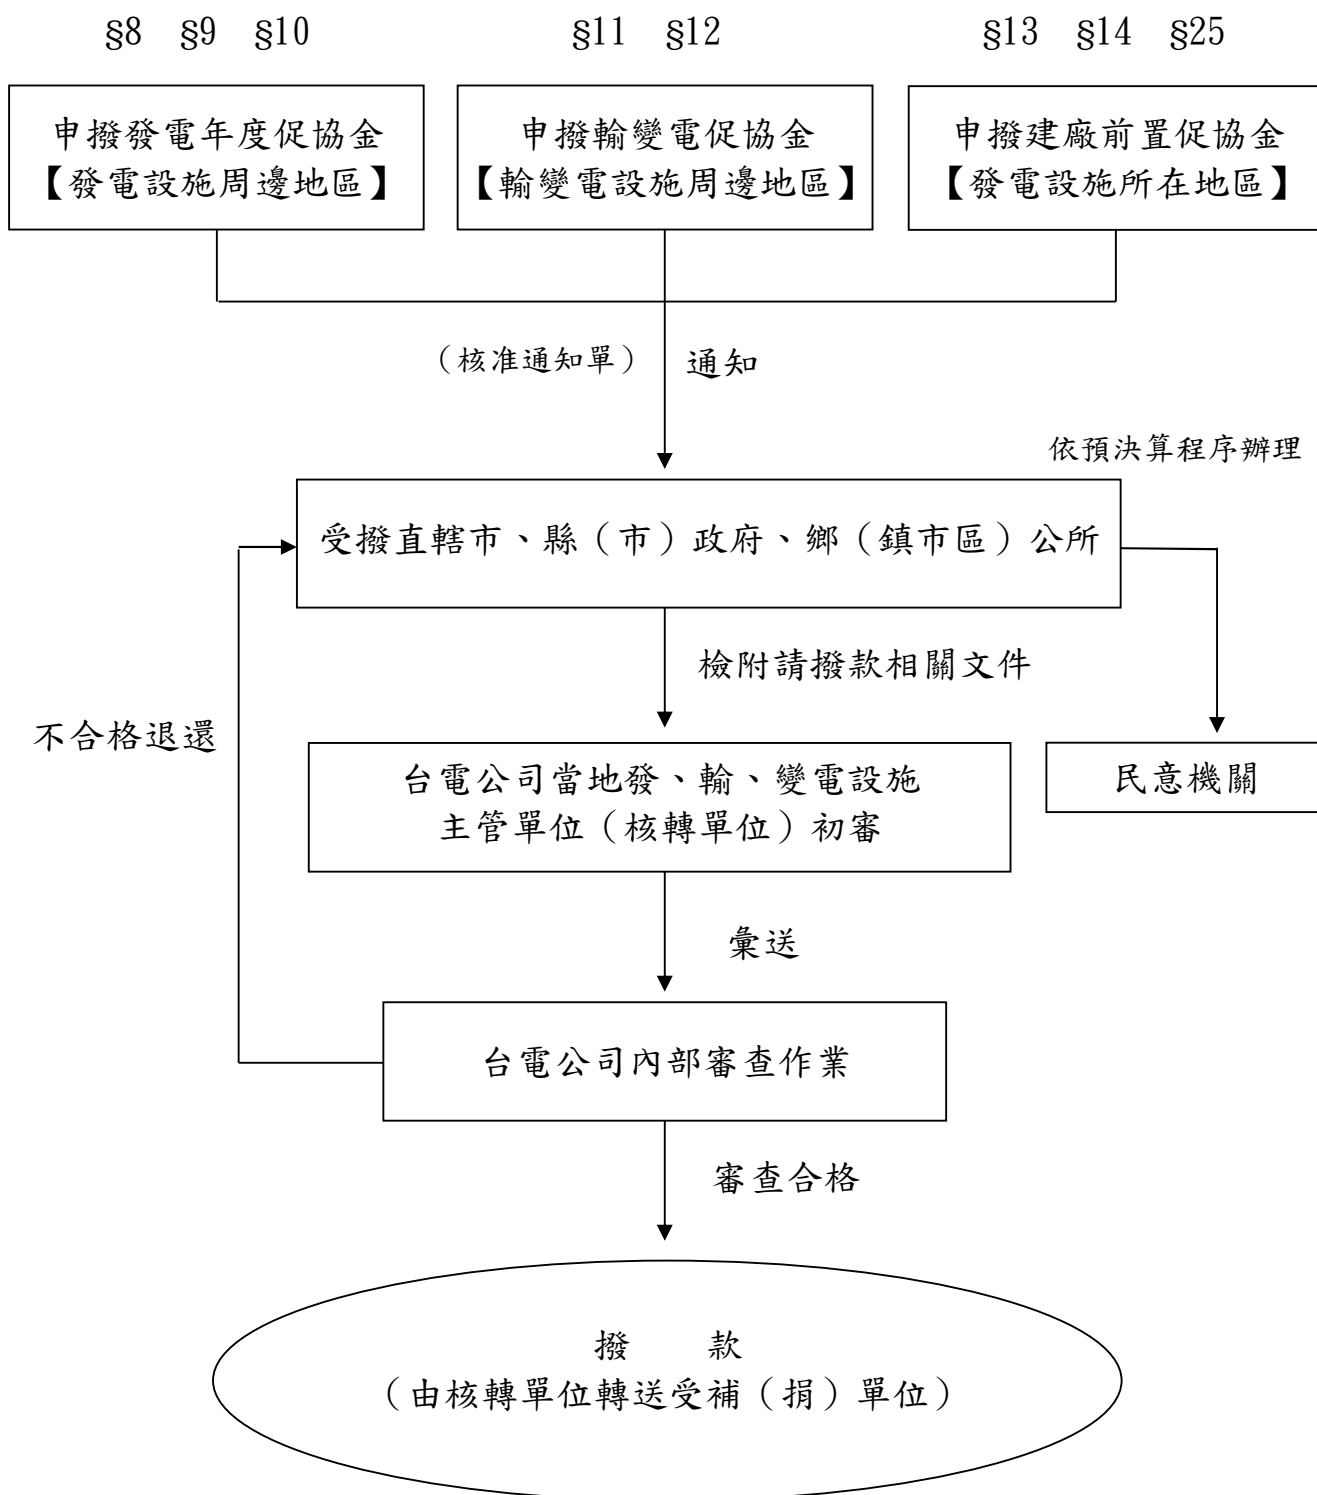 §8 §9 §10
§11 §12
§13 §14 §25
申撥發電年度促協金
【發電設施周邊地區】
申撥輸變電促協金
【輸變電設施周邊地區】
申撥建廠前置促協金
【發電設施所在地區】
（核准通知單） 通知
依預決算程序辦理
受撥直轄市、縣（市）政府、鄉（鎮市區）公所
檢附請撥款相關文件
不合格退還
台電公司當地發、輸、變電設施
主管單位（核轉單位）初審
民意機關
彙送
台電公司內部審查作業
審查合格
撥 款
（由核轉單位轉送受補（捐）單位）